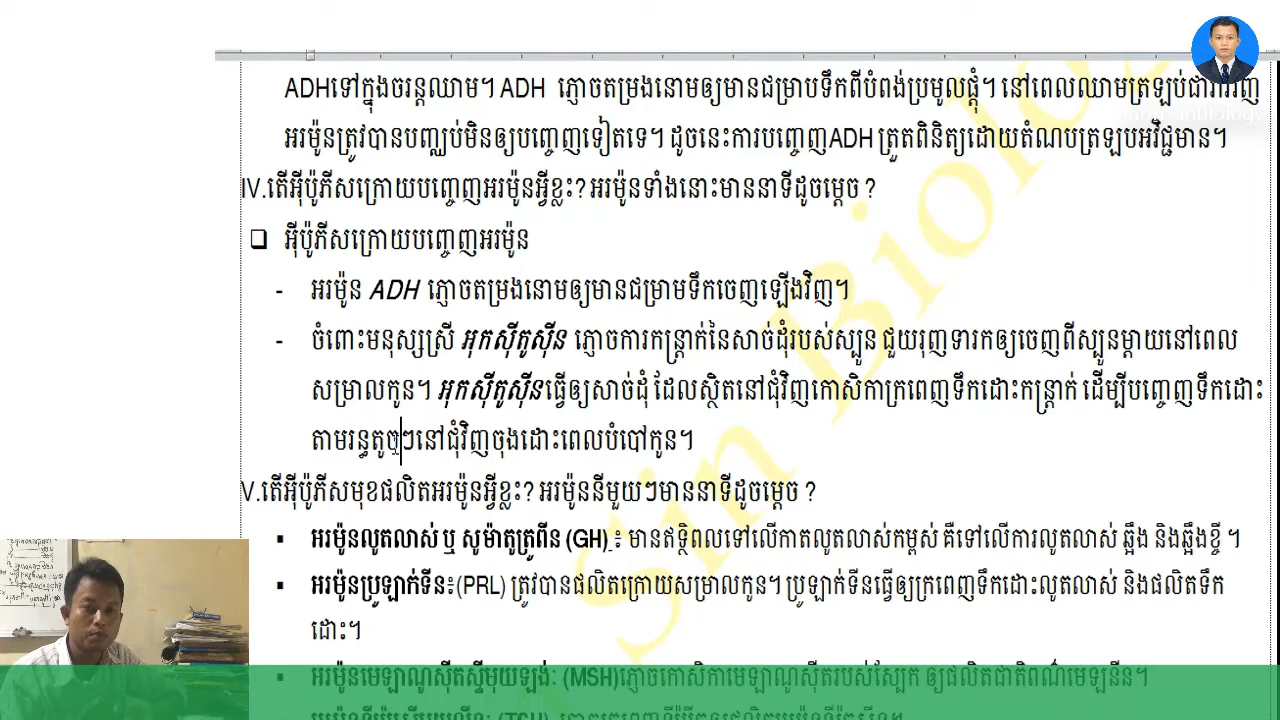 ADHទៅក្នុងចរន្តឈាម។ ADH ភ្ញោចតម្រងនោមឲ្យមានជម្រាបទឹកពីបំពង់ប្រមូលផ្តុំ។ នៅពេលឈាមត្រឡប់ជារាវវិញ
អរម៉ូនត្រូវបានបញ្ឈប់មិនឲ្យបញ្ចេញទៀតទេ។ ដូចនេះការបញ្ចេញADH ត្រួតពិនិត្យដោយតំណបត្រឡបអវិជ្ជមាន។
IV.តើអ៊ីប៉ូភីសក្រោយបញ្ចេញអរម៉ូនអ្វីខ្លះ? អរម៉ូនទាំងនោះមាននាទីដូចម្តេច ?
❑ អ៊ីប៉ូភីសក្រោយបញ្ចេញអរម៉ូន
- អរម៉ូន ADH ភ្ញោចតម្រងនោមឲ្យមានជម្រាមទឹកចេញឡើងវិញ។
- ចំពោះមនុស្សស្រី អុកស៊ីតូស៊ីន ភ្ញោចការកន្ត្រាក់នៃសាច់ដុំរបស់ស្បូន ជួយរុញទារកឲ្យចេញពីស្បូនម្តាយនៅពេល
សម្រាលកូន។ អុកស៊ីតូស៊ីនធ្វើឲ្យសាច់ដុំ ដែលស្ថិតនៅជុំវិញកោសិកាក្រពេញទឹកដោះកន្ត្រាក់ ដើម្បីបញ្ចេញទឹកដោះ
តាមរន្ធតូចៗនៅជុំវិញចុងដោះពេលបំបៅកូន។
V.តើអ៊ីប៉ូភីសមុខផលិតអរម៉ូនអ្វីខ្លះ? អរម៉ូននីមួយៗមាននាទីដូចម្តេច ?
▪ អរម៉ូនលូតលាស់ ឬ សូម៉ាតូត្រូពីន (GH) ៖ មានឥទ្ធិពលទៅលើកាតលូតលាស់កម្ពស់ គឺទៅលើការលូតលាស់ ឆ្អឹង និងឆ្អឹងខ្ចី ។
▪ អរម៉ូនប្រូឡាក់ទីន៖(PRL) ត្រូវបានផលិតក្រោយសម្រាលកូន។ ប្រូឡាក់ទីនធ្វើឲ្យក្រពេញទឹកដោះលូតលាស់ និងផលិតទឹក
ដោះ។
▪ អរម៉ូនមេឡាណូស៊ីតស្ទីមុយឡង់: (MSH)ភ្ញោចកោសិកាមេឡាណូស៊ីតរបស់ស្បែក ឲ្យផលិតជាតិពណ៌មេឡានីន។
Sin Biology